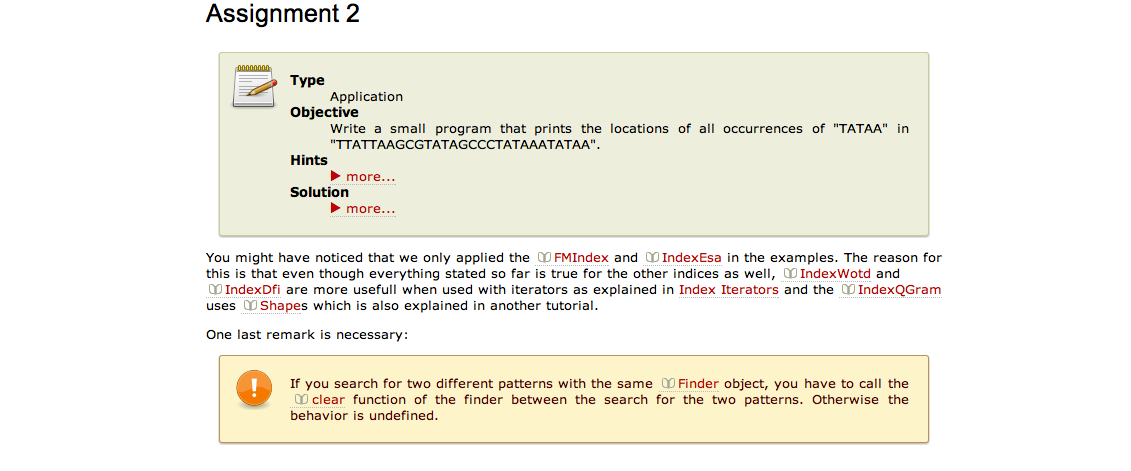 Assignment 2
Type
Application
Objective
Write a small program that prints the locations of all occurrences of "TATAA" in
"TTATTAAGCGTATAGCCCTATAAATATAA".
Hints
more...
Solution
more...
You might have noticed that we only applied the FMIndex and IndexEsa in the examples. The reason for
this is that even though everything stated so far is true for the other indices as well, IndexWotd and
IndexDfi are more usefull when used with iterators as explained in Index Iterators and the IndexQGram
uses Shapes which is also explained in another tutorial.
One last remark is necessary:
If you search for two different patterns with the same Finder object, you have to call the
clear function of the finder between the search for the two patterns. Otherwise the
behavior is undefined.